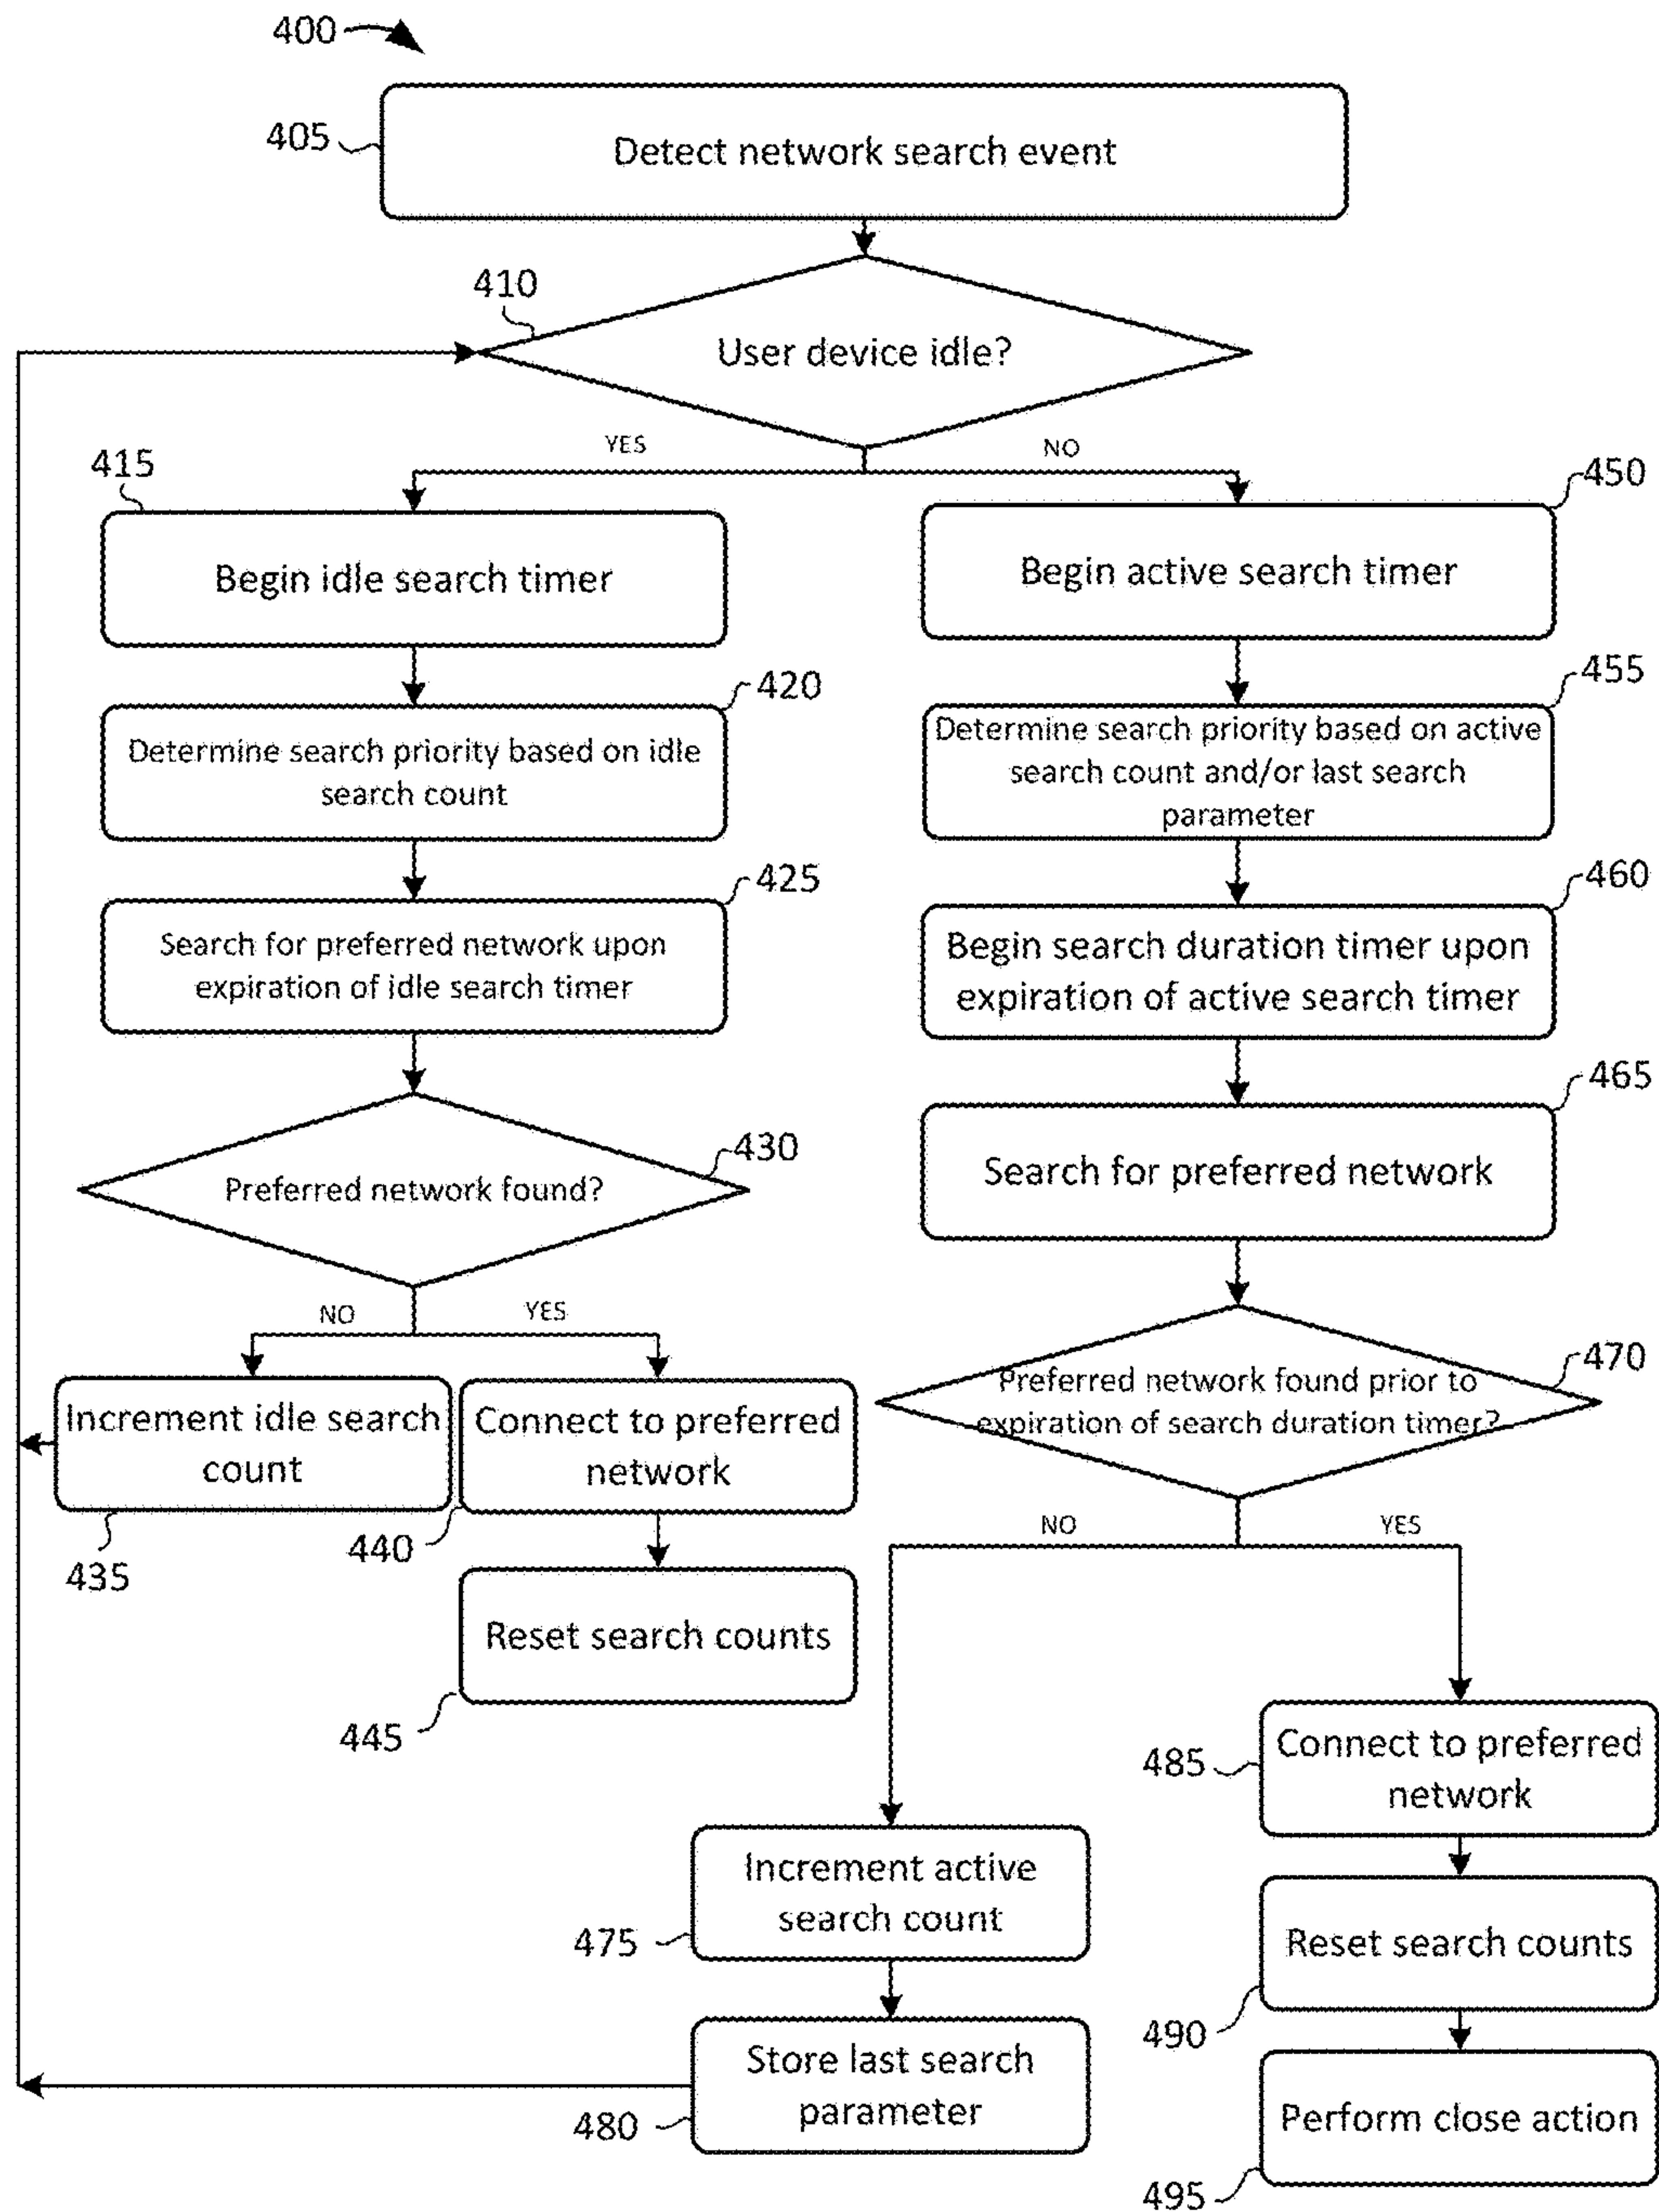 400
405
Detect network search event
410
User device idle?
YES
NO
415
Begin idle search timer
450
Begin active search timer
420
Determine search priority based on idle
search count
455
Determine search priority based on active
search count and/or last search
parameter
425
Search for preferred network upon
expiration of idle search timer
460
Begin search duration timer upon
expiration of active search timer
430
Preferred network found?
465
Search for preferred network
NO
YES
Increment idle search
count
435
Connect to preferred
network
440
470
Preferred network found prior to
expiration of search duration timer?
Reset search counts
445
NO
YES
Increment active
search count
475
485
Connect to preferred
network
Store last search
parameter
480
Reset search counts
490
Perform close action
495